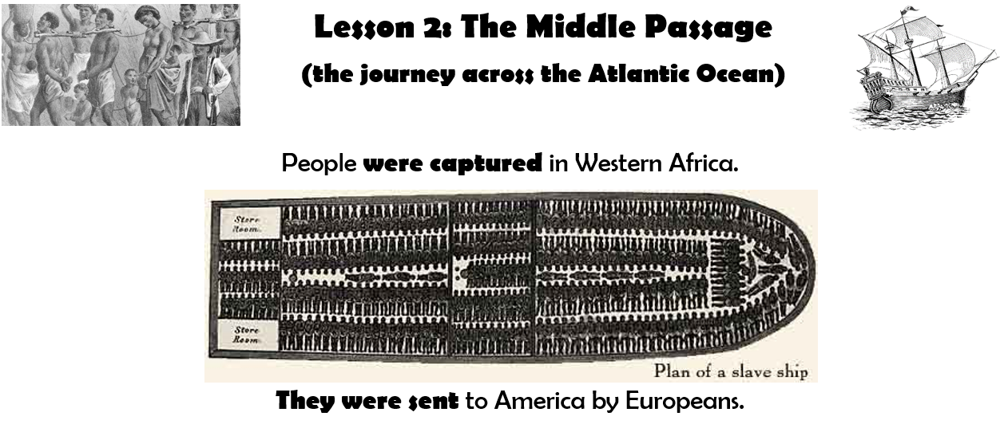 Lesson 2: The Middle Passage
(the journey across the Atlantic Ocean)
People were captured in Western Africa.
Store
Room.
Store
Room
Plan of a slave ship
They were sent to America by Europeans.